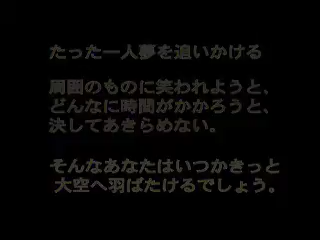 たった一人夢を追いかける
周囲のものに笑われようと、
どんなに時間がかかろうと、
決してあきらめない。
そんなあなたはいつかきっと
大空へ羽ばたけるでしょう。